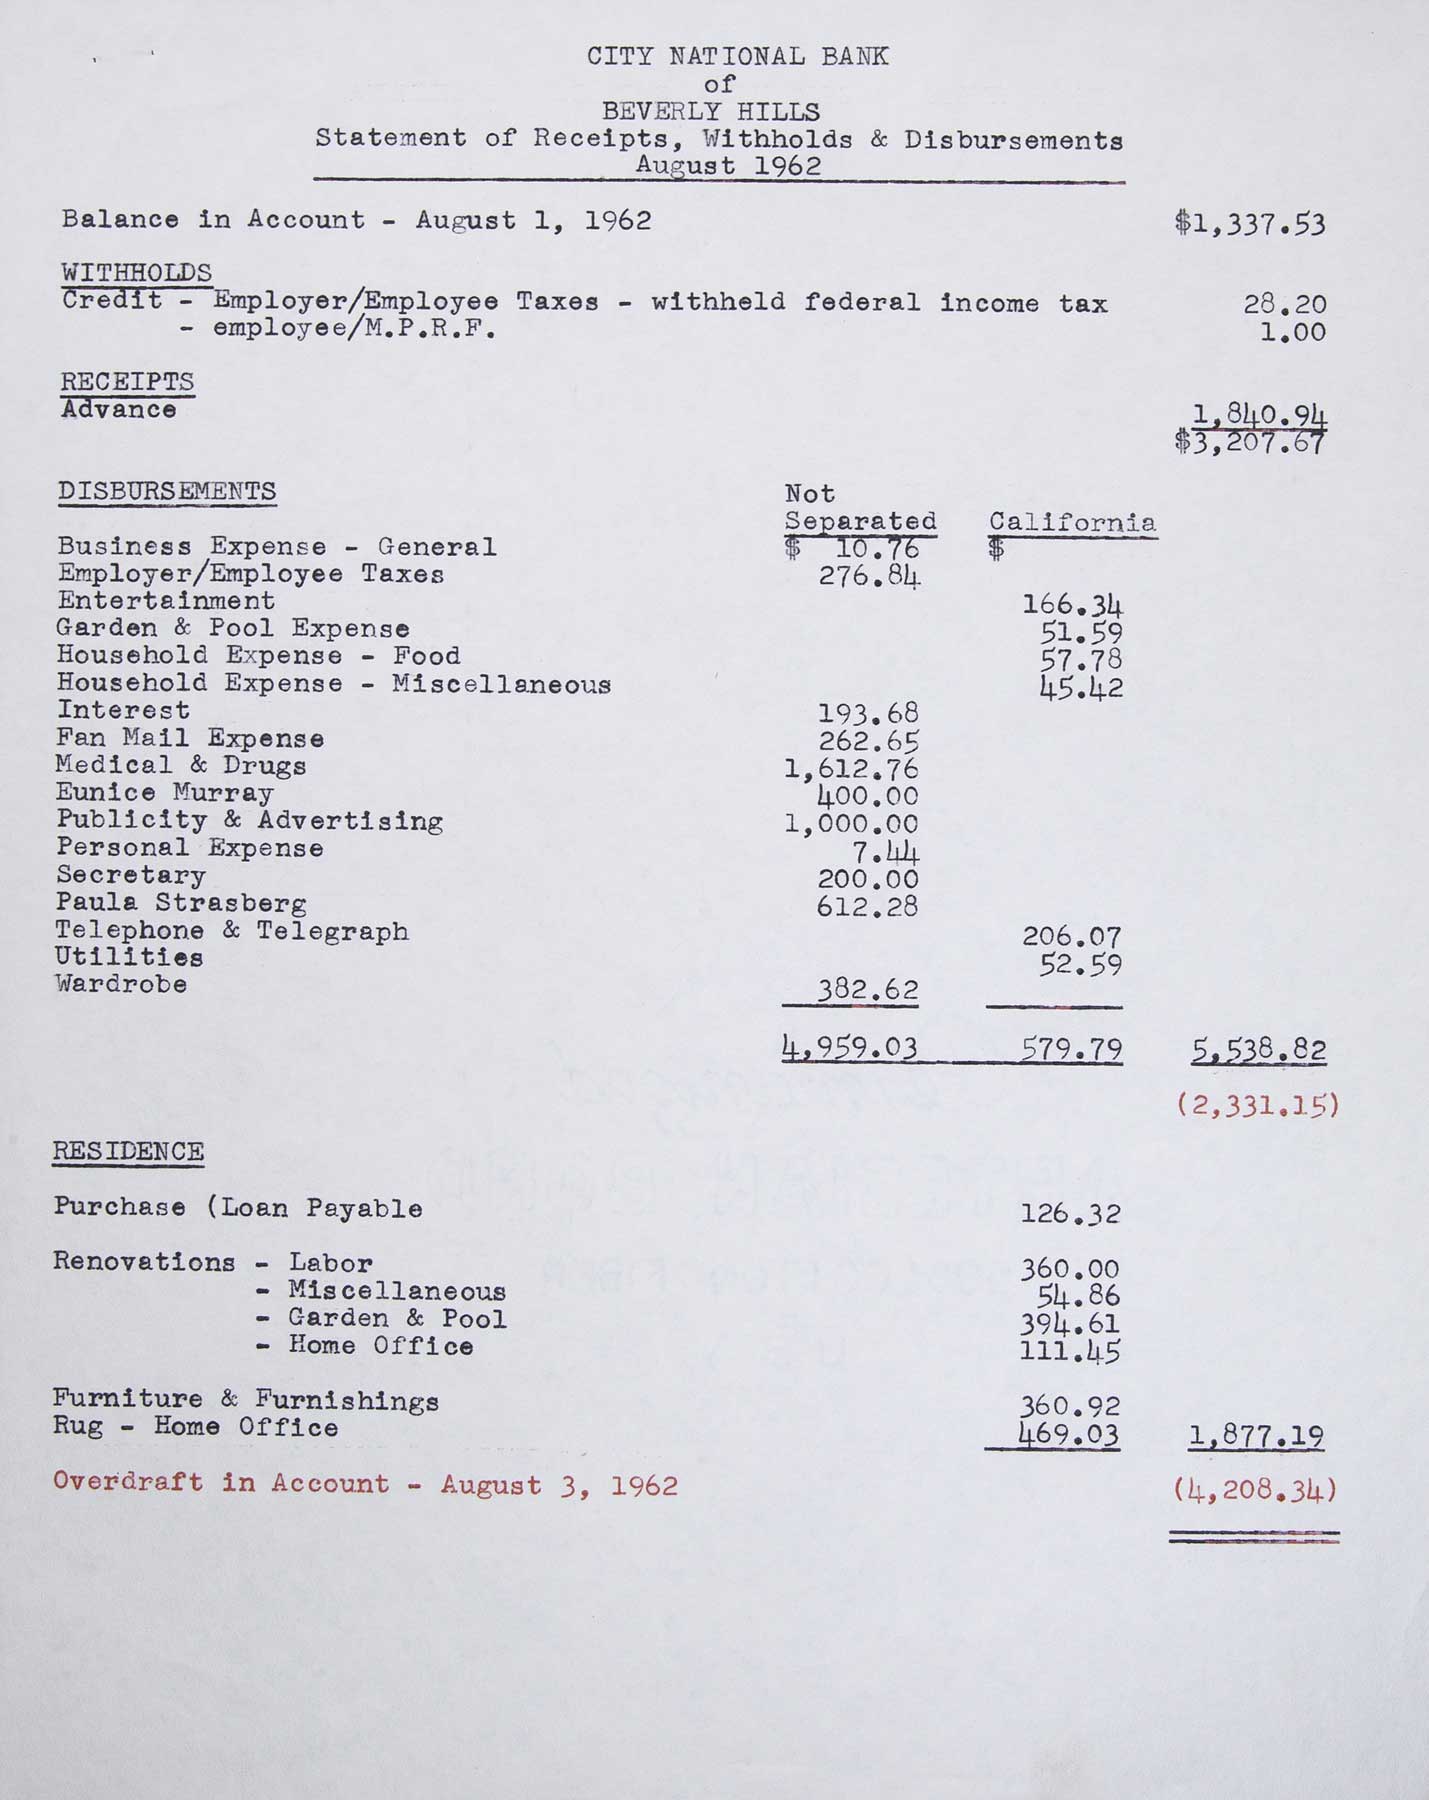 CITY NATIONAL BANK
of
BEVERLY HILLS
Statement of Receipts, Withholds & Disbursements
August 1962
Balance in Account - August 1, 1962 $1,337.53
WITHHOLDS
Credit - Employer/Employee Taxes - withheld federal income tax 28.20
- employee/M.P.R.F. 1.00
RECEIPTS
Advance 1,840.94
$3,207.67
DISBURSEMENTS Not
Separated California
Business Expense - General $ 10.76 $
Employer/Employee Taxes 276.84
Entertainment 166.34
Garden & Pool Expense 51.59
Household Expense - Food 57.78
Household Expense - Miscellaneous 45.42
Interest 193.68
Fan Mail Expense 262.65
Medical & Drugs 1,612.76
Eunice Murray 400.00
Publicity & Advertising 1,000.00
Personal Expense 7.44
Secretary 200.00
Paula Strasberg 612.28
Telephone & Telegraph 206.07
Utilities 52.59
Wardrobe 382.62
4,959.03 579.79 5,538.82
(2,331.15)
RESIDENCE
Purchase (Loan Payable 126.32
Renovations - Labor 360.00
- Miscellaneous 54.86
- Garden & Pool 394.61
- Home Office 111.45
Furniture & Furnishings 360.92
Rug - Home Office 469.03 1,877.19
Overdraft in Account - August 3, 1962 (4,208.34)